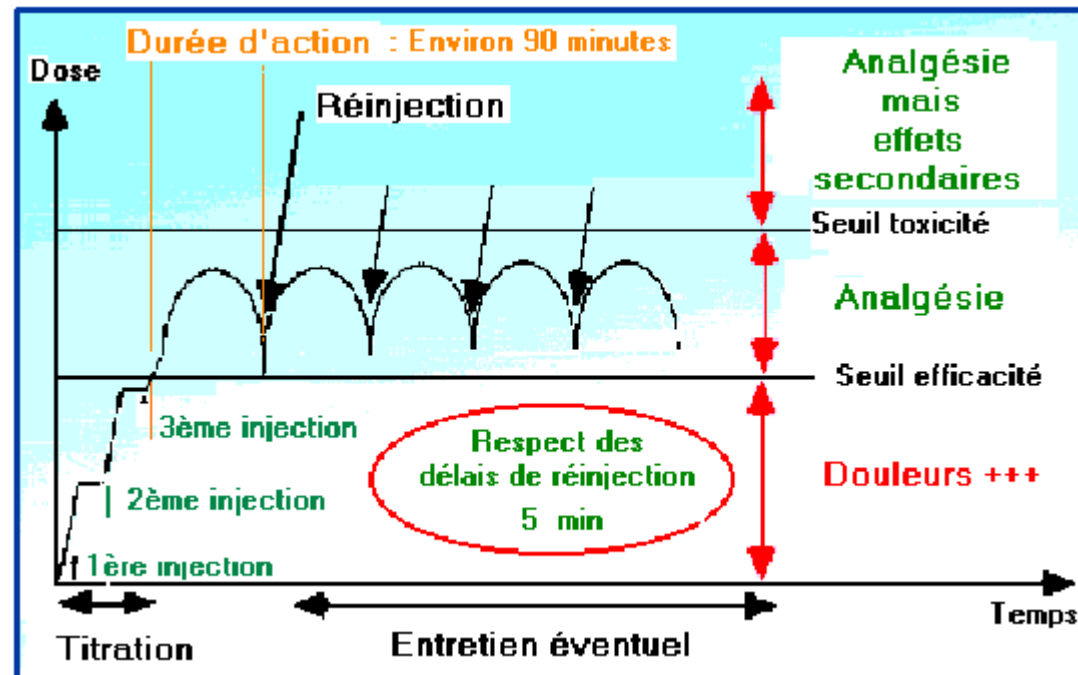 Durée d'action : Environ 90 minutes
Dose
Réinjection
Analgésie
mais
effets
secondaires
Seuil toxicité
Analgésie
Seuil efficacité
3ème injection
Respect des
délais de réinjection
5 min
Douleurs +++
2ème injection
1ère injection
Temps
Titration
Entretien éventuel